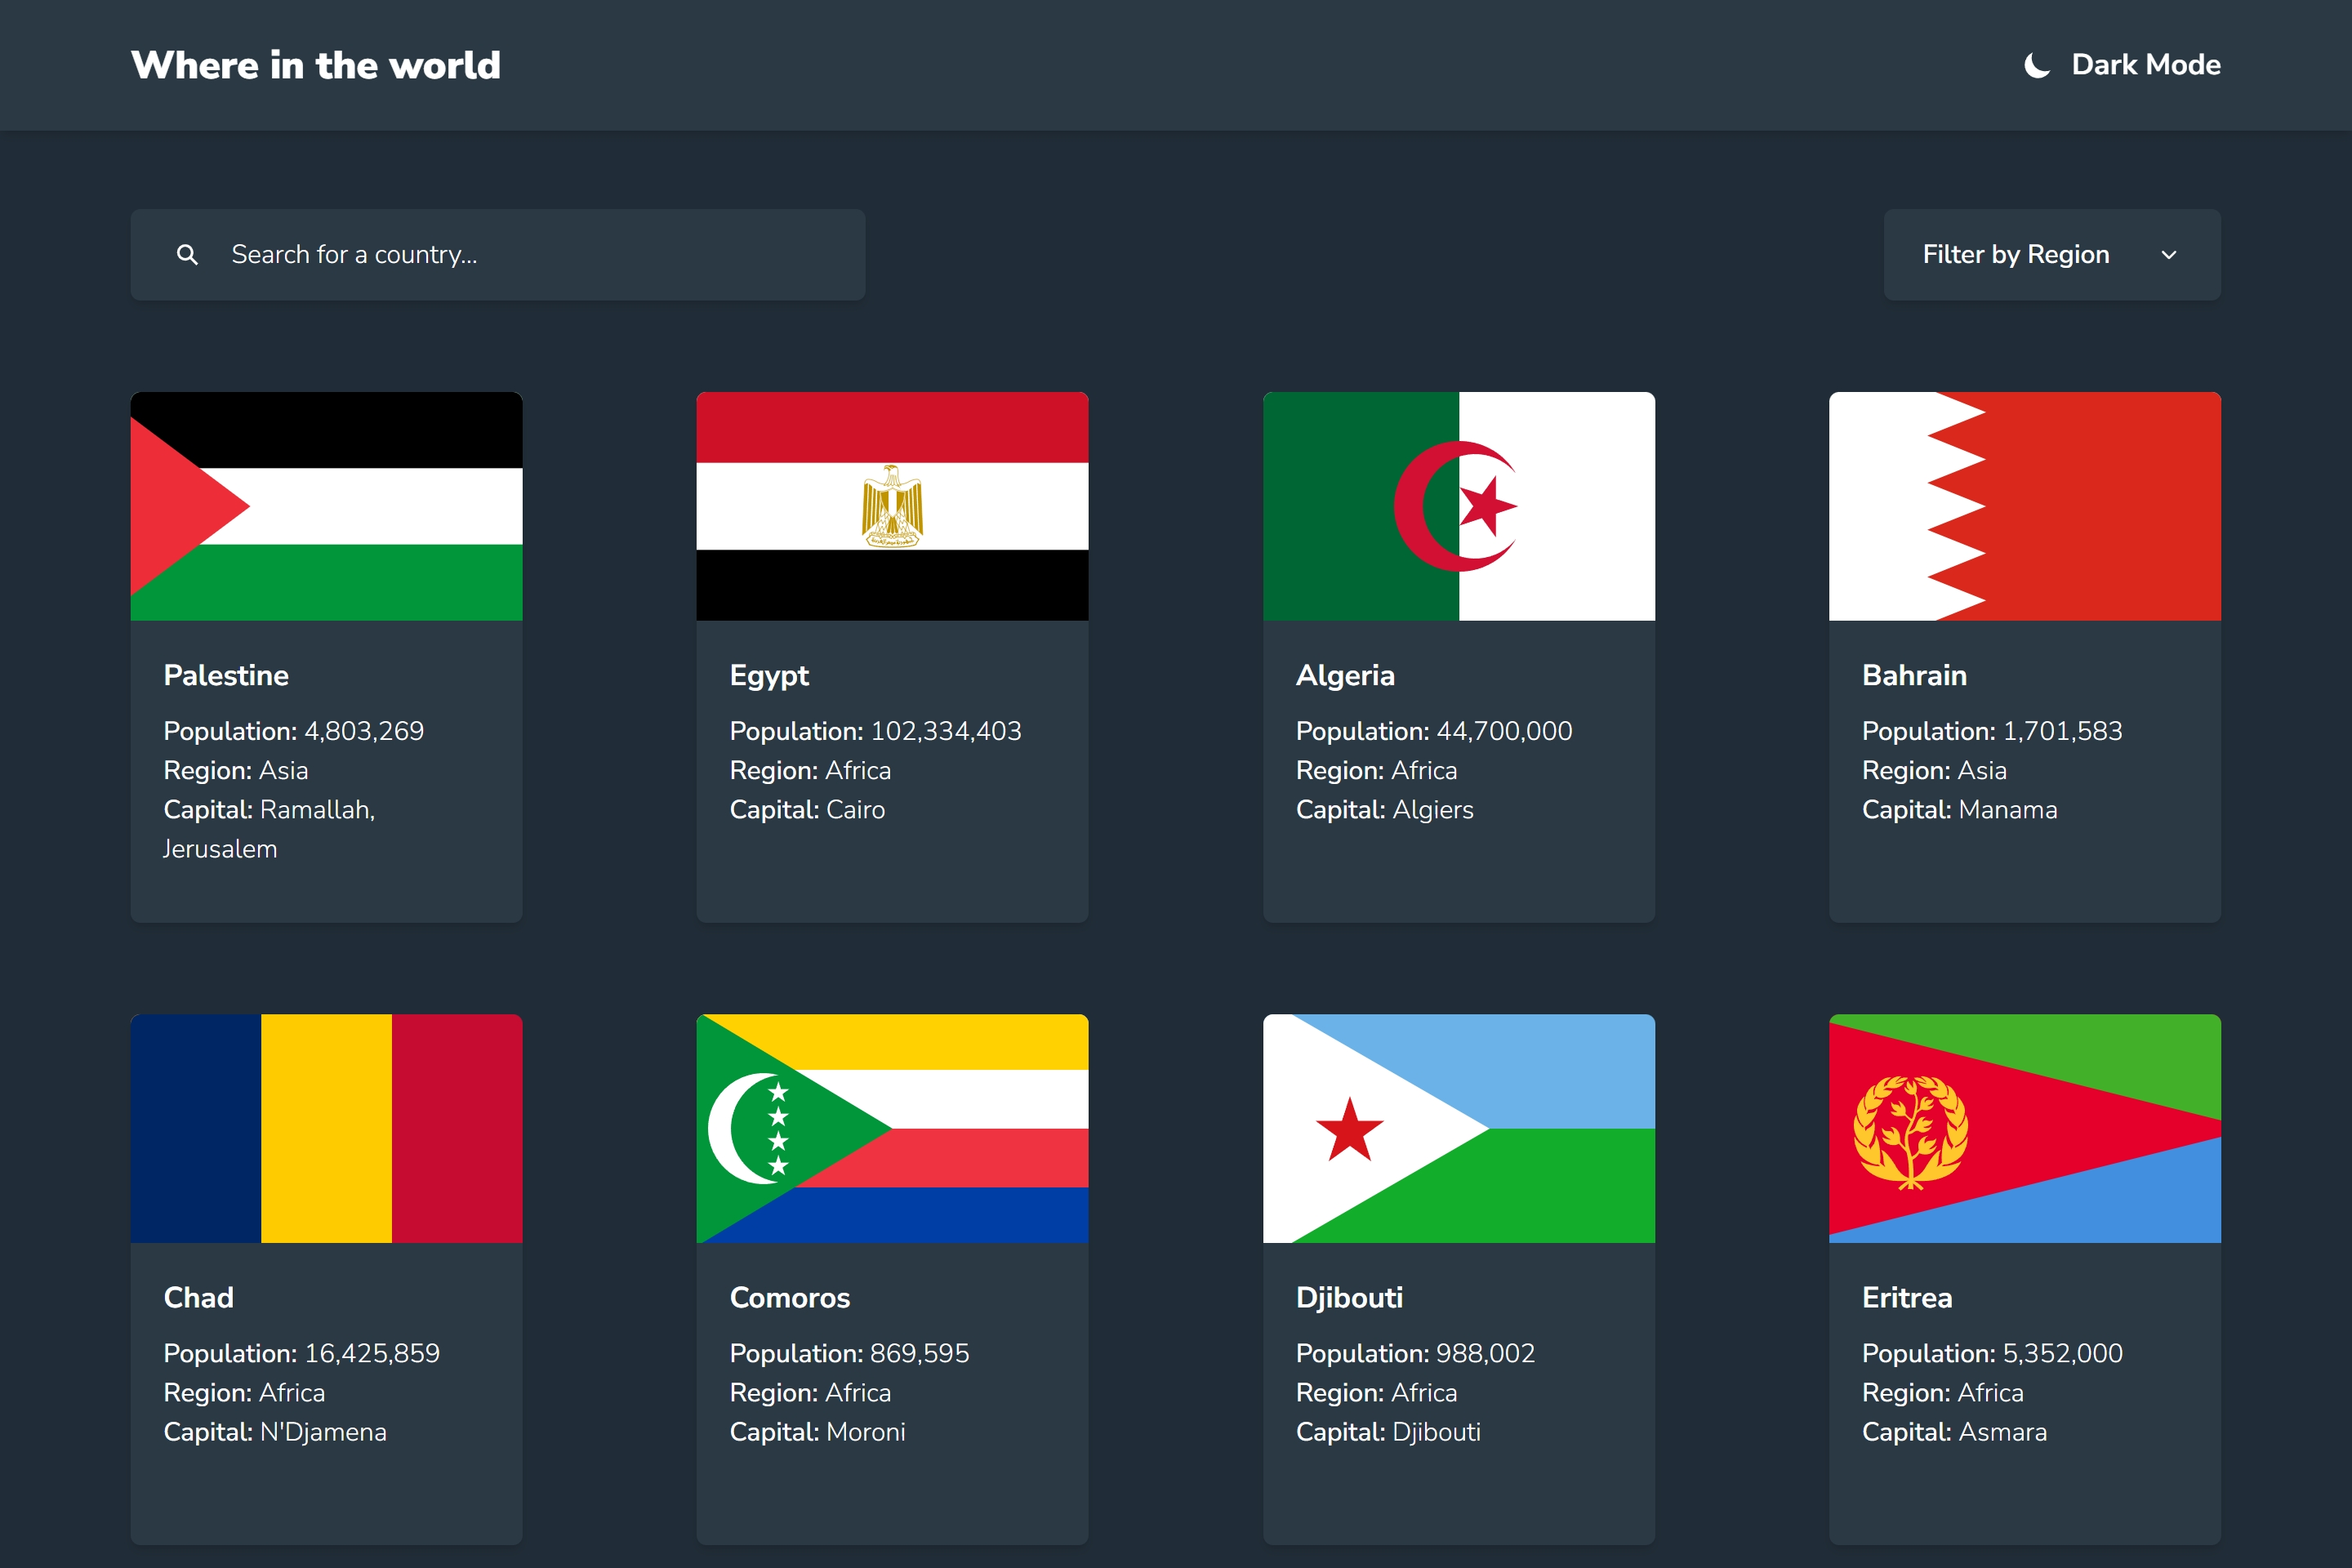 Where in the world
Dark Mode
Search for a country...
Filter by Region
Palestine
Population: 4,803,269
Region: Asia
Capital: Ramallah,
Jerusalem
Egypt
Population: 102,334,403
Region: Africa
Capital: Cairo
Algeria
Population: 44,700,000
Region: Africa
Capital: Algiers
Bahrain
Population: 1,701,583
Region: Asia
Capital: Manama
Chad
Population: 16,425,859
Region: Africa
Capital: N'Djamena
Comoros
Population: 869,595
Region: Africa
Capital: Moroni
Djibouti
Population: 988,002
Region: Africa
Capital: Djibouti
Eritrea
Population: 5,352,000
Region: Africa
Capital: Asmara